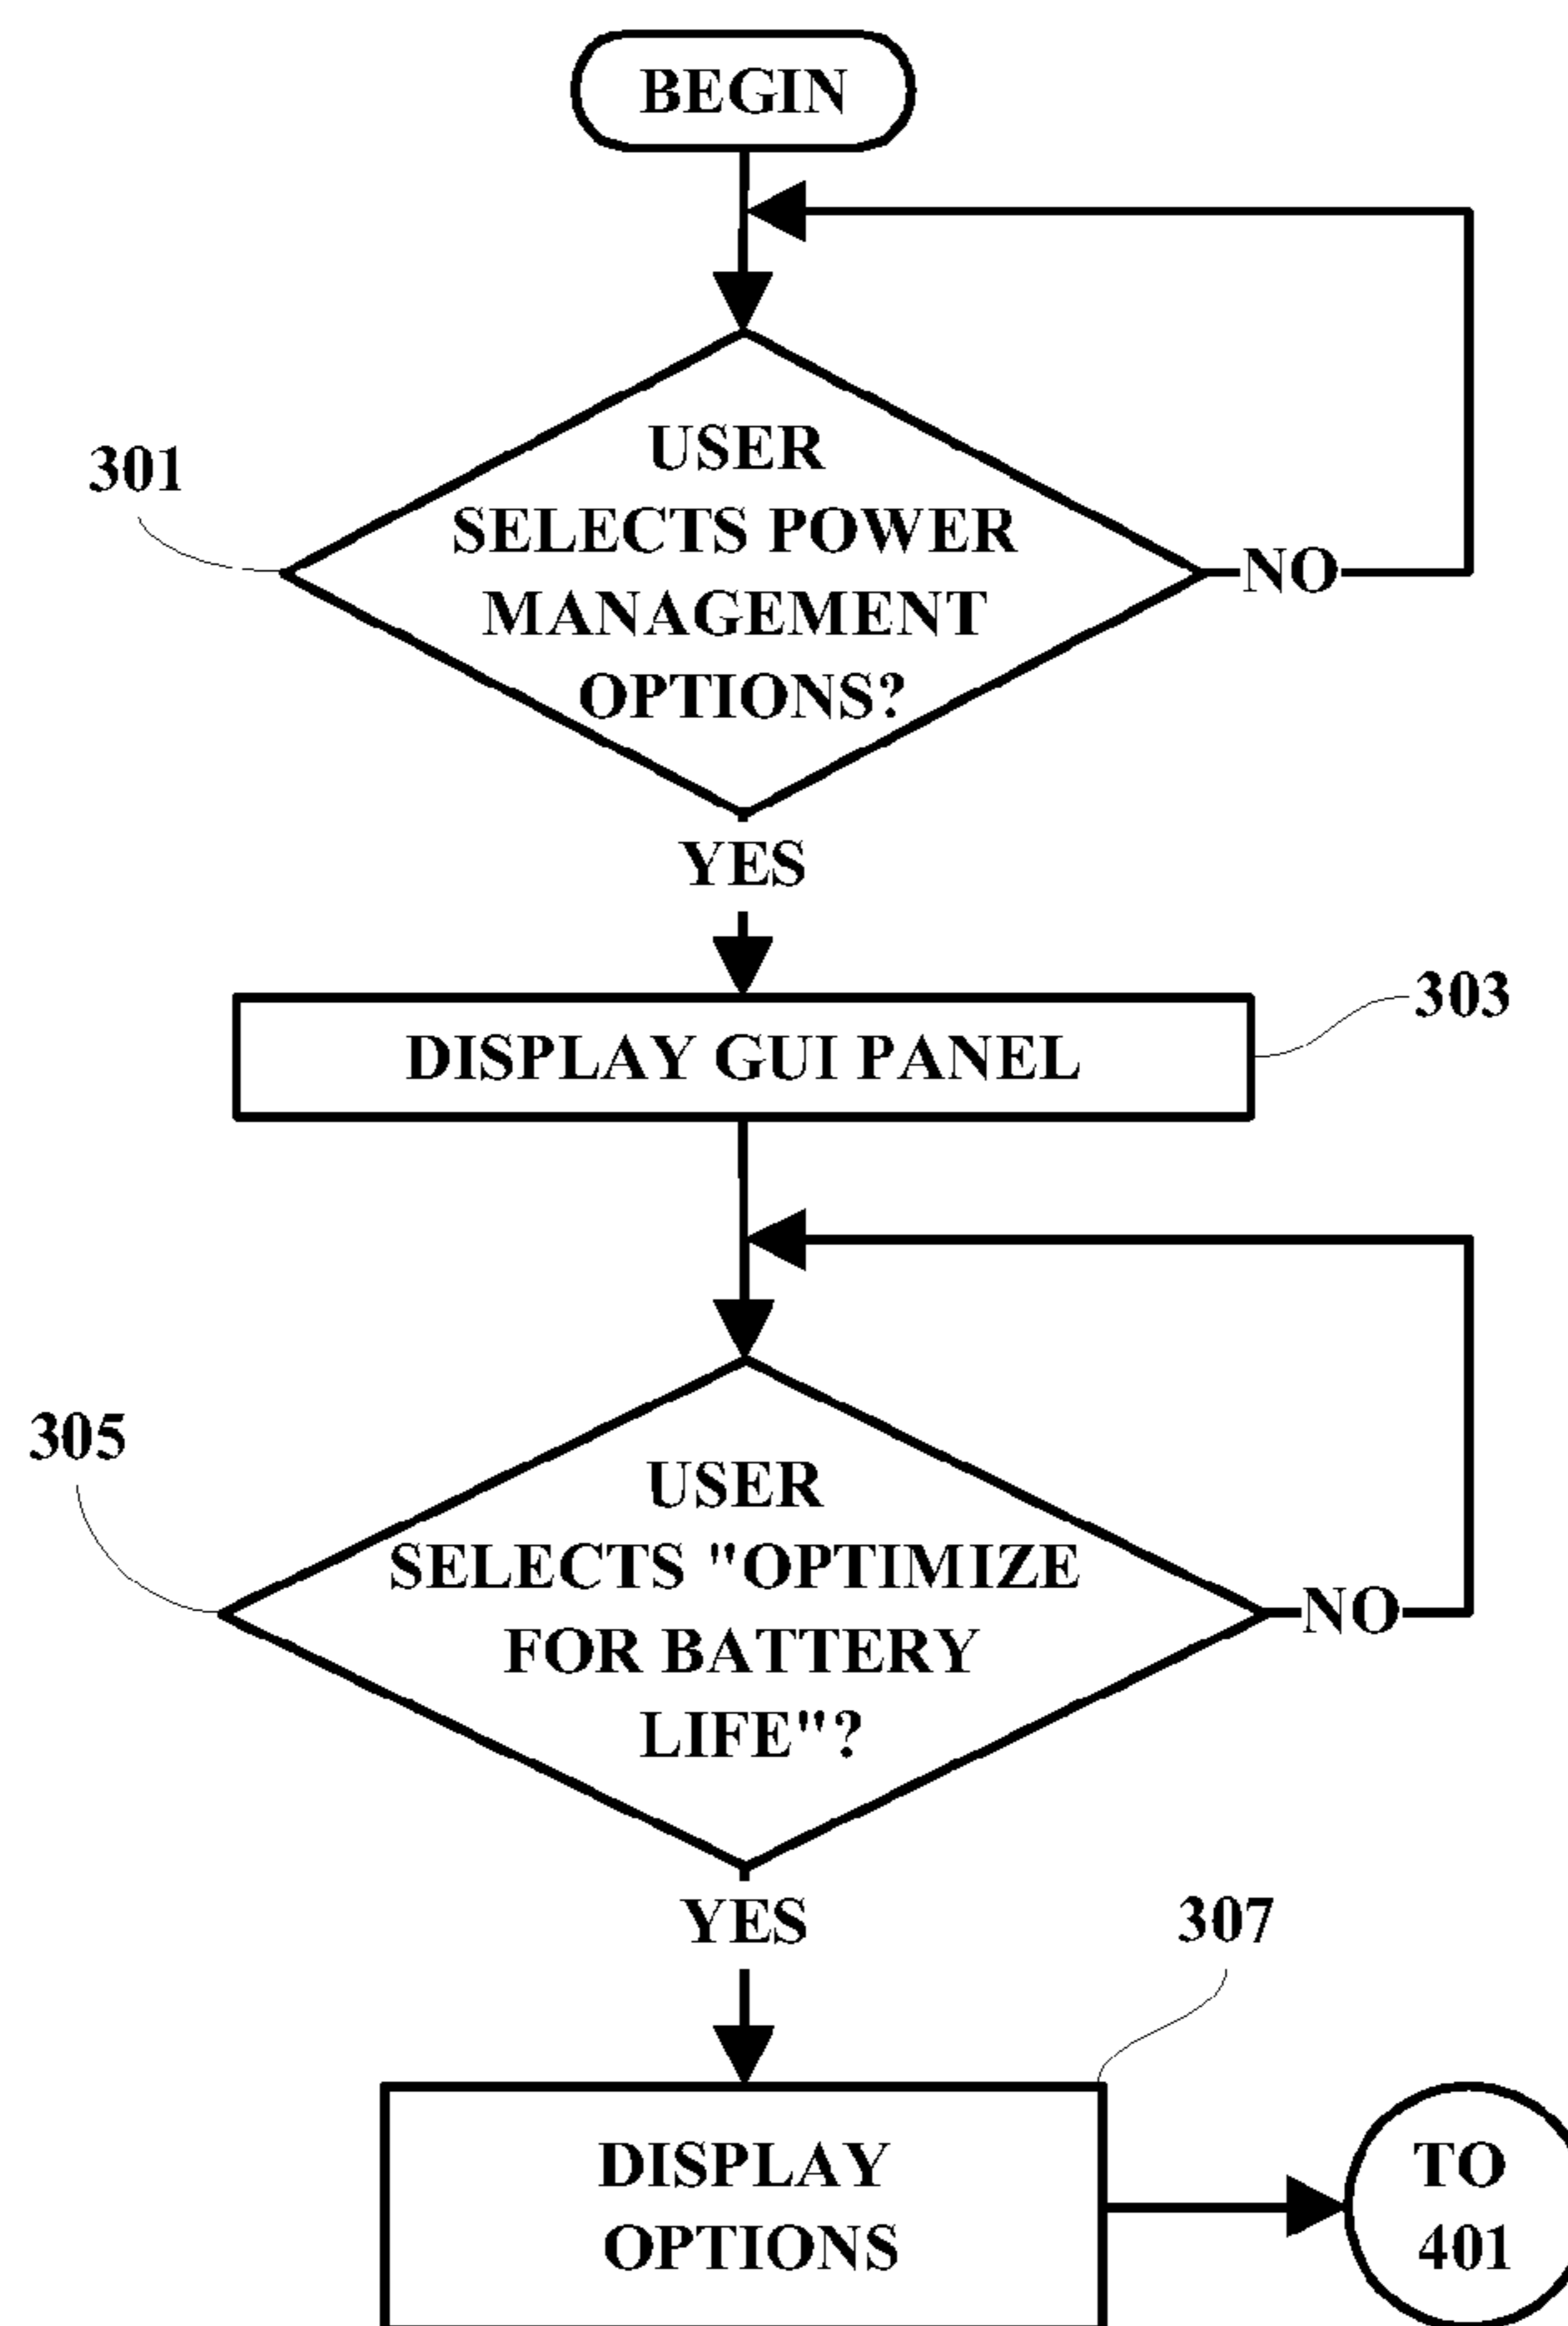 BEGIN
301
USER
SELECTS POWER
MANAGEMENT
OPTIONS?
NO
YES
303
DISPLAY GUI PANEL
305
USER
SELECTS "OPTIMIZE
FOR BATTERY
LIFE"?
NO
YES
307
DISPLAY
OPTIONS
TO
401